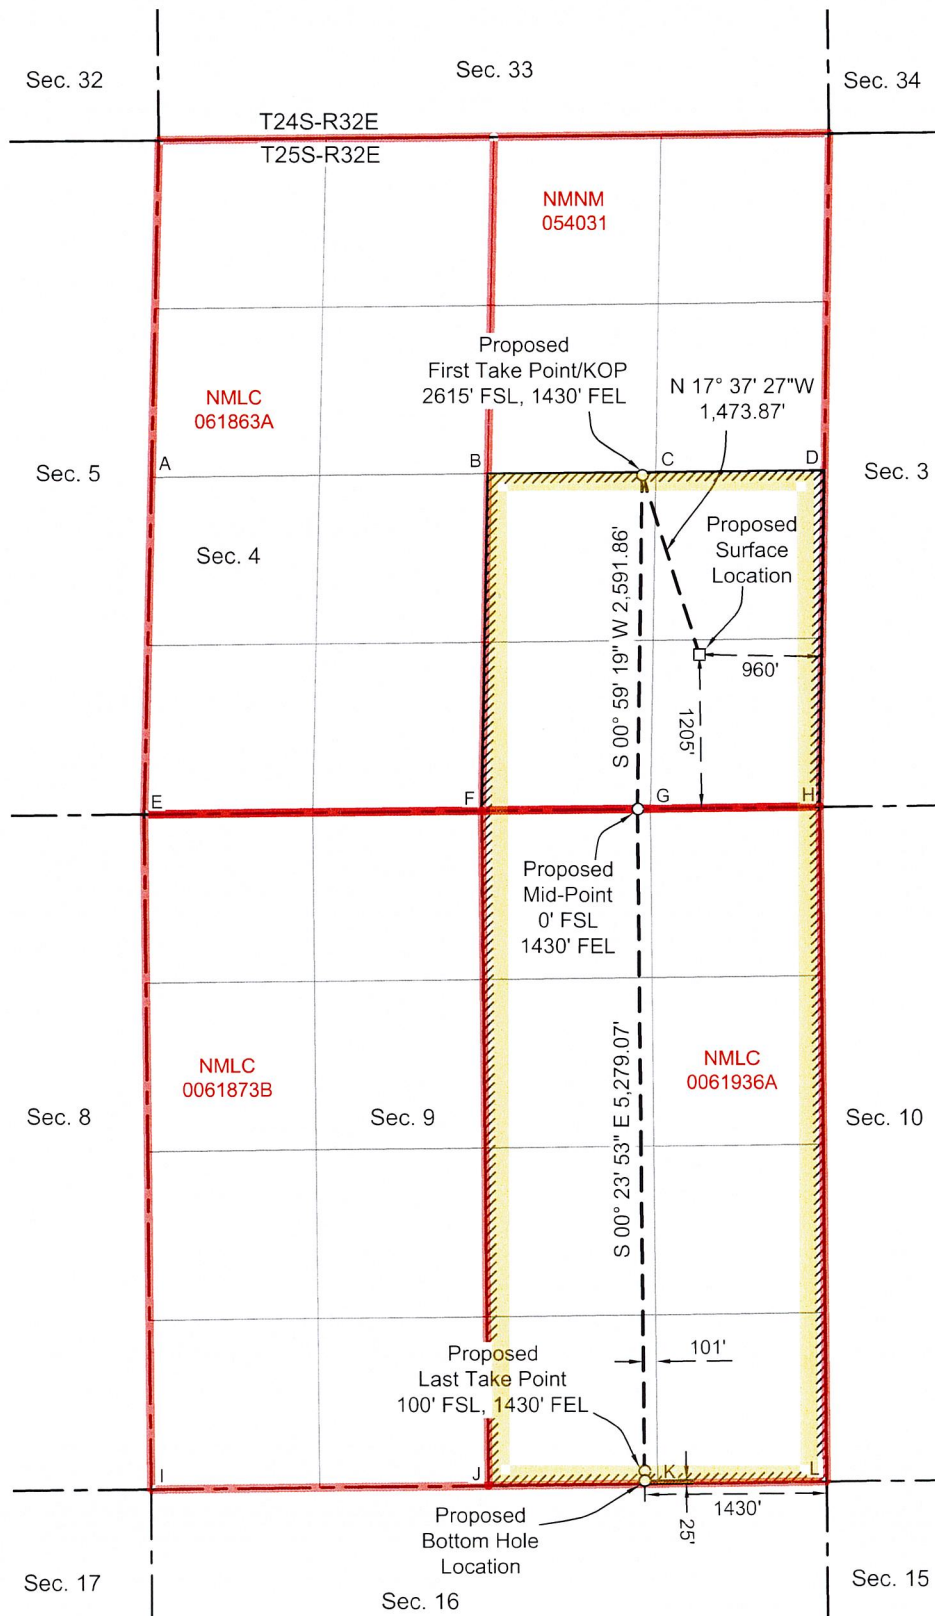 Sec. 32
Sec. 33
Sec. 34
T24S-R32E
T25S-R32E
NMNM
054031
Proposed
First Take Point/KOP
2615' FSL, 1430' FEL
N 17° 37' 27"W
1,473.87'
NMLC
061863A
A
B
C
D
Sec. 5
Sec. 3
Sec. 4
Proposed
Surface
Location
S 00° 59' 19" W 2,591.86'
960'
1205'
E
F
G
H
Proposed
Mid-Point
0' FSL
1430' FEL
S 00° 23' 53" E 5,279.07'
NMLC
0061873B
NMLC
0061936A
Sec. 8
Sec. 9
Sec. 10
101'
Proposed
Last Take Point
100' FSL, 1430' FEL
I
J
K
L
1430'
25'
Proposed
Bottom Hole
Location
Sec. 17
Sec. 16
Sec. 15